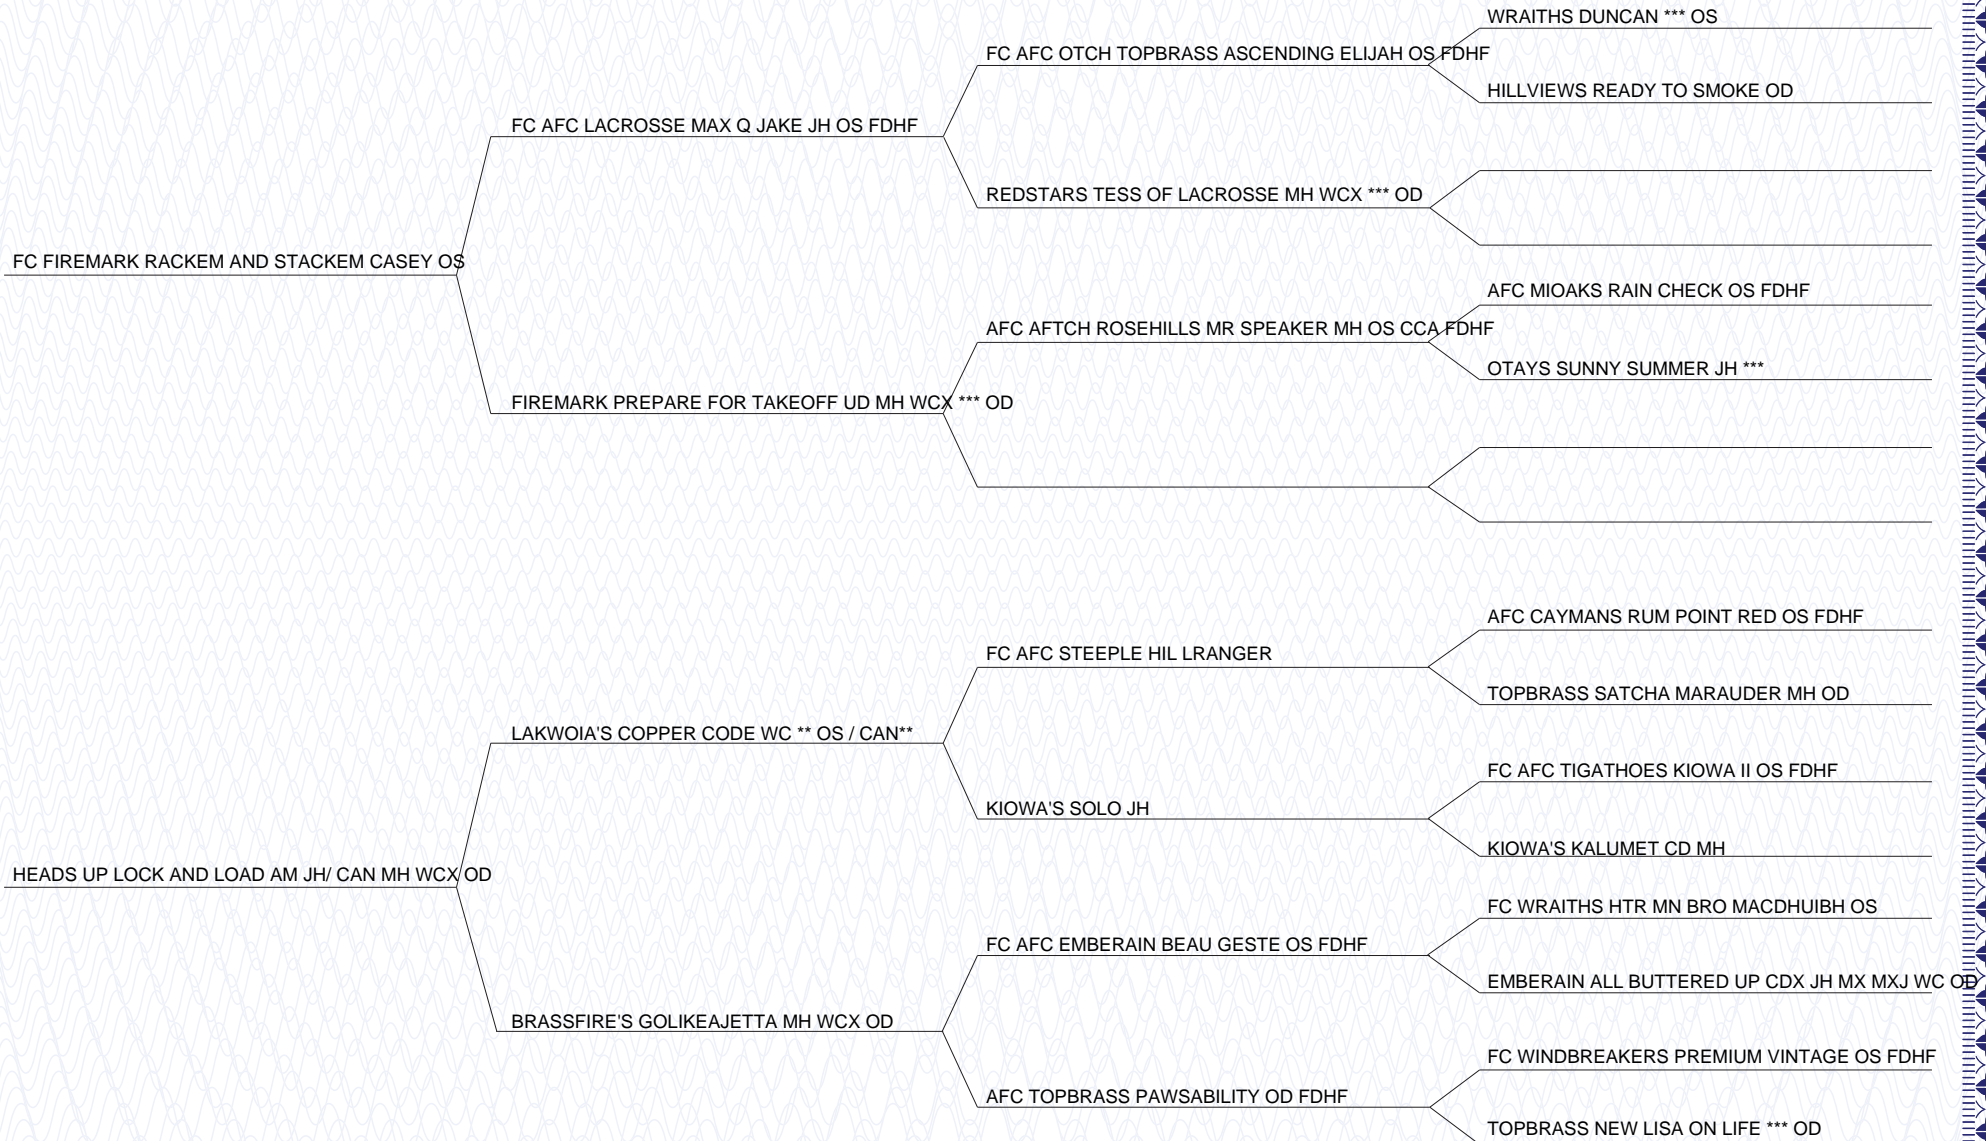 WRAITHS DUNCAN *** OS
FC AFC OTCH TOPBRASS ASCENDING ELIJAH OS FDHF
HILLVIEWS READY TO SMOKE OD
FC AFC LACROSSE MAX Q JAKE JH OS FDHF
REDSTARS TESS OF LACROSSE MH WCX *** OD
FC FIREMARK RACKEM AND STACKEM CASEY OS
AFC MIOAKS RAIN CHECK OS FDHF
AFC AFTCH ROSEHILLS MR SPEAKER MH OS CCA FDHF
OTAYS SUNNY SUMMER JH ***
FIREMARK PREPARE FOR TAKEOFF UD MH WCX *** OD
AFC CAYMANS RUM POINT RED OS FDHF
FC AFC STEEPLE HIL LRANGER
TOPBRASS SATCHA MARAUDER MH OD
LAKWOIA'S COPPER CODE WC ** OS / CAN**
FC AFC TIGATHOES KIOWA II OS FDHF
KIOWA'S SOLO JH
KIOWA'S KALUMET CD MH
HEADS UP LOCK AND LOAD AM JH/ CAN MH WCX OD
FC WRAITHS HTR MN BRO MACDHUIBH OS
FC AFC EMBERAIN BEAU GESTE OS FDHF
EMBERAIN ALL BUTTERED UP CDX JH MX MXJ WC OD
BRASSFIRE'S GOLIKEAJETTA MH WCX OD
FC WINDBREAKERS PREMIUM VINTAGE OS FDHF
AFC TOPBRASS PAWSABILITY OD FDHF
TOPBRASS NEW LISA ON LIFE *** OD